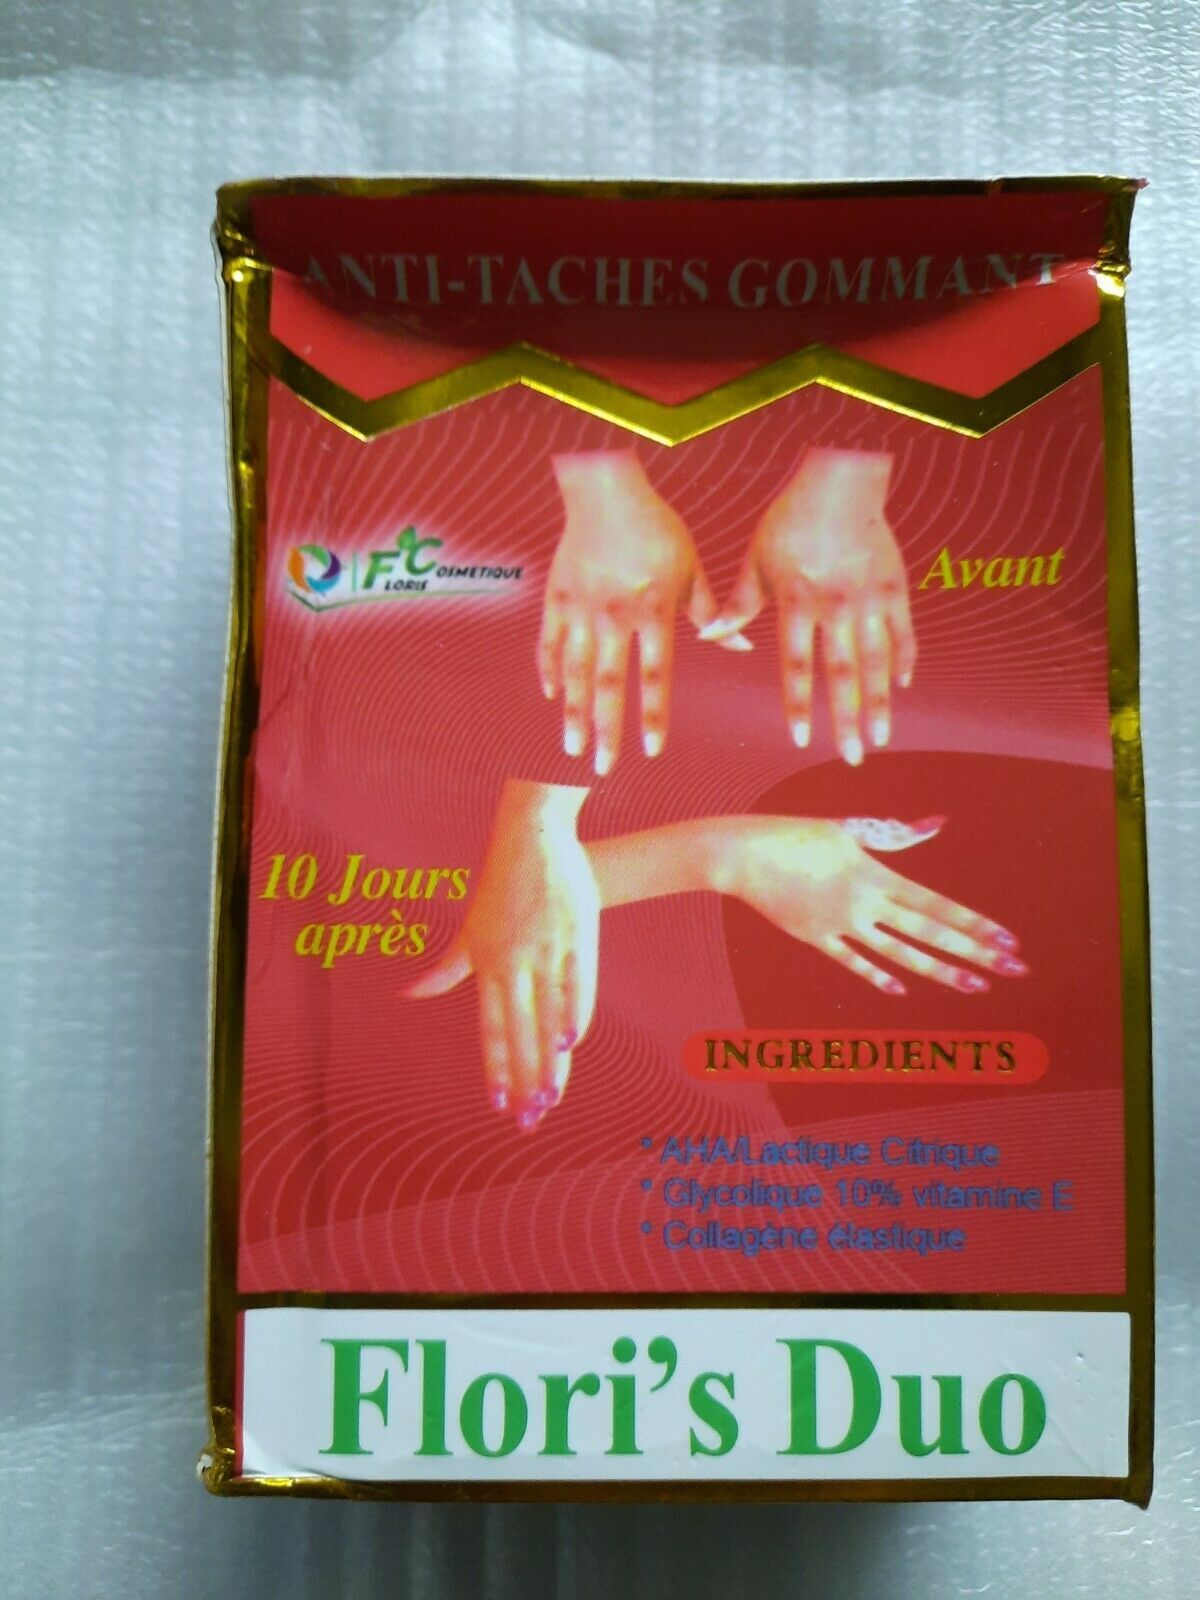 ANTI-TACHES GOMMANT
FLORIS COSMETIQUE
Avant
10 Jours
après
INGREDIENTS
* AHA/Lactique Citrique
* Glycolique 10% vitamine E
* Collagène élastique
Flori's Duo